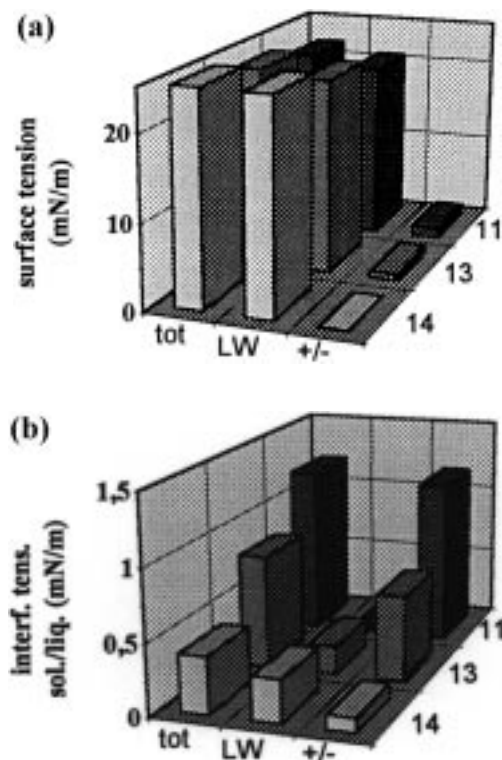 (a)
surface tension
(mN/m)
20
10
0
tot
LW
+/-
14
13
11
(b)
interf. tens.
sol./liq. (mN/m)
1,5
1
0,5
0
tot
LW
+/-
14
13
11